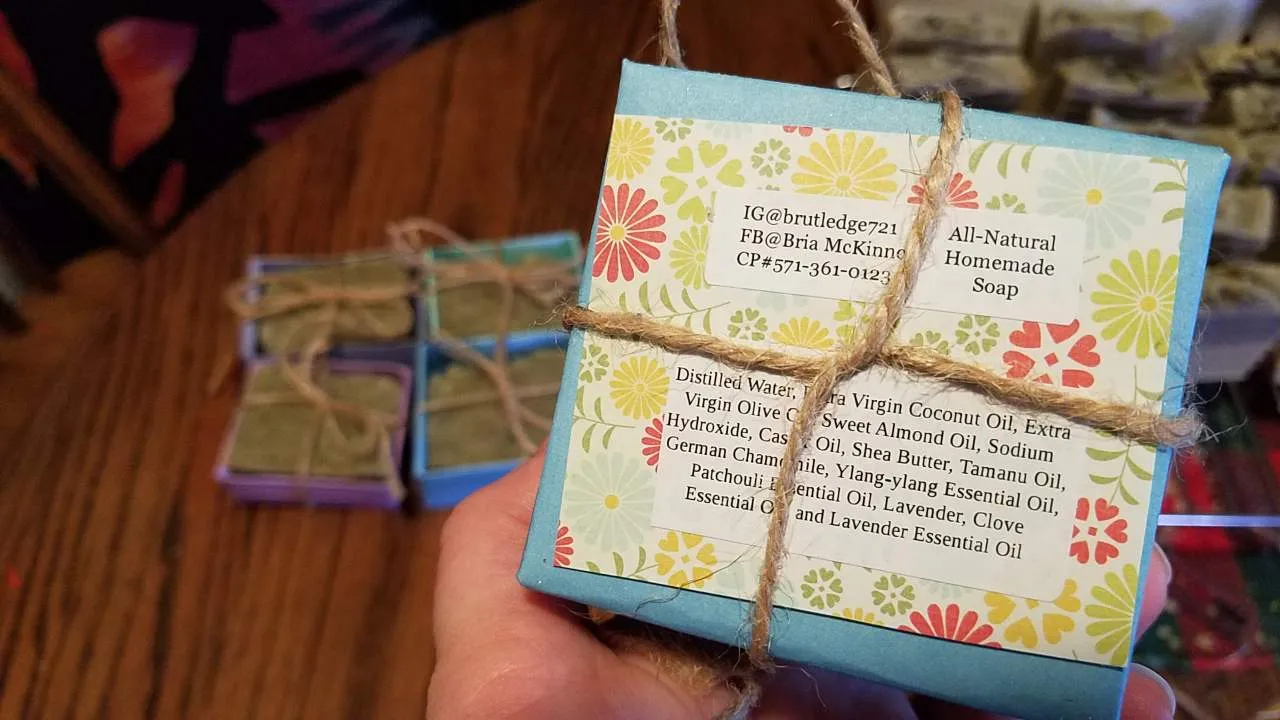 IG@brutledge721
FB@Bria McKinn
CP#571-361-0123
All-Natural
Homemade
Soap
Distilled Water, Virgin Coconut Oil, Extra
Virgin Olive Sweet Almond Oil, Sodium
Hydroxide, Oil, Shea Butter, Tamanu Oil,
German Ylang-ylang Essential Oil,
Patchouli Oil, Lavender, Clove
Essential and Lavender Essential Oil